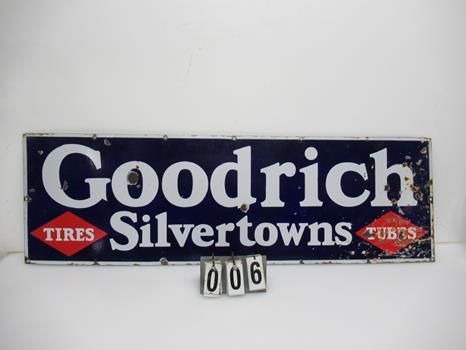 Goodrich
TIRES Silvertowns TUBES
006